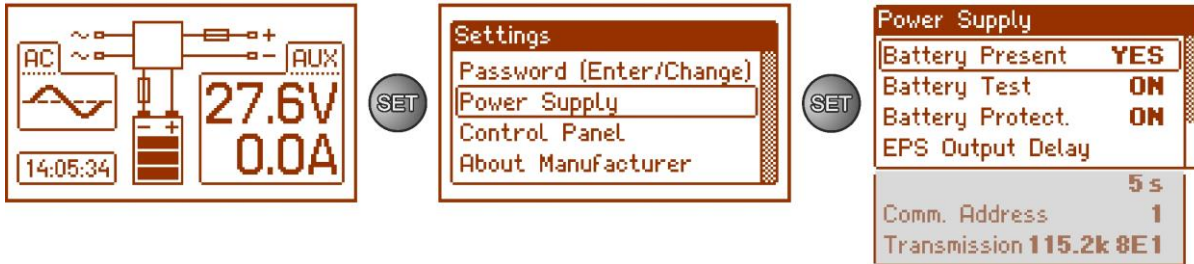 AC
AUX
27.6V
0.0A
14:05:34
- +
+
-
SET
Settings
Password (Enter/Change)
Power Supply
Control Panel
About Manufacturer
SET
Power Supply
Battery Present YES
Battery Test ON
Battery Protect. ON
EPS Output Delay
5 s
Comm. Address 1
Transmission 115.2k 8E1